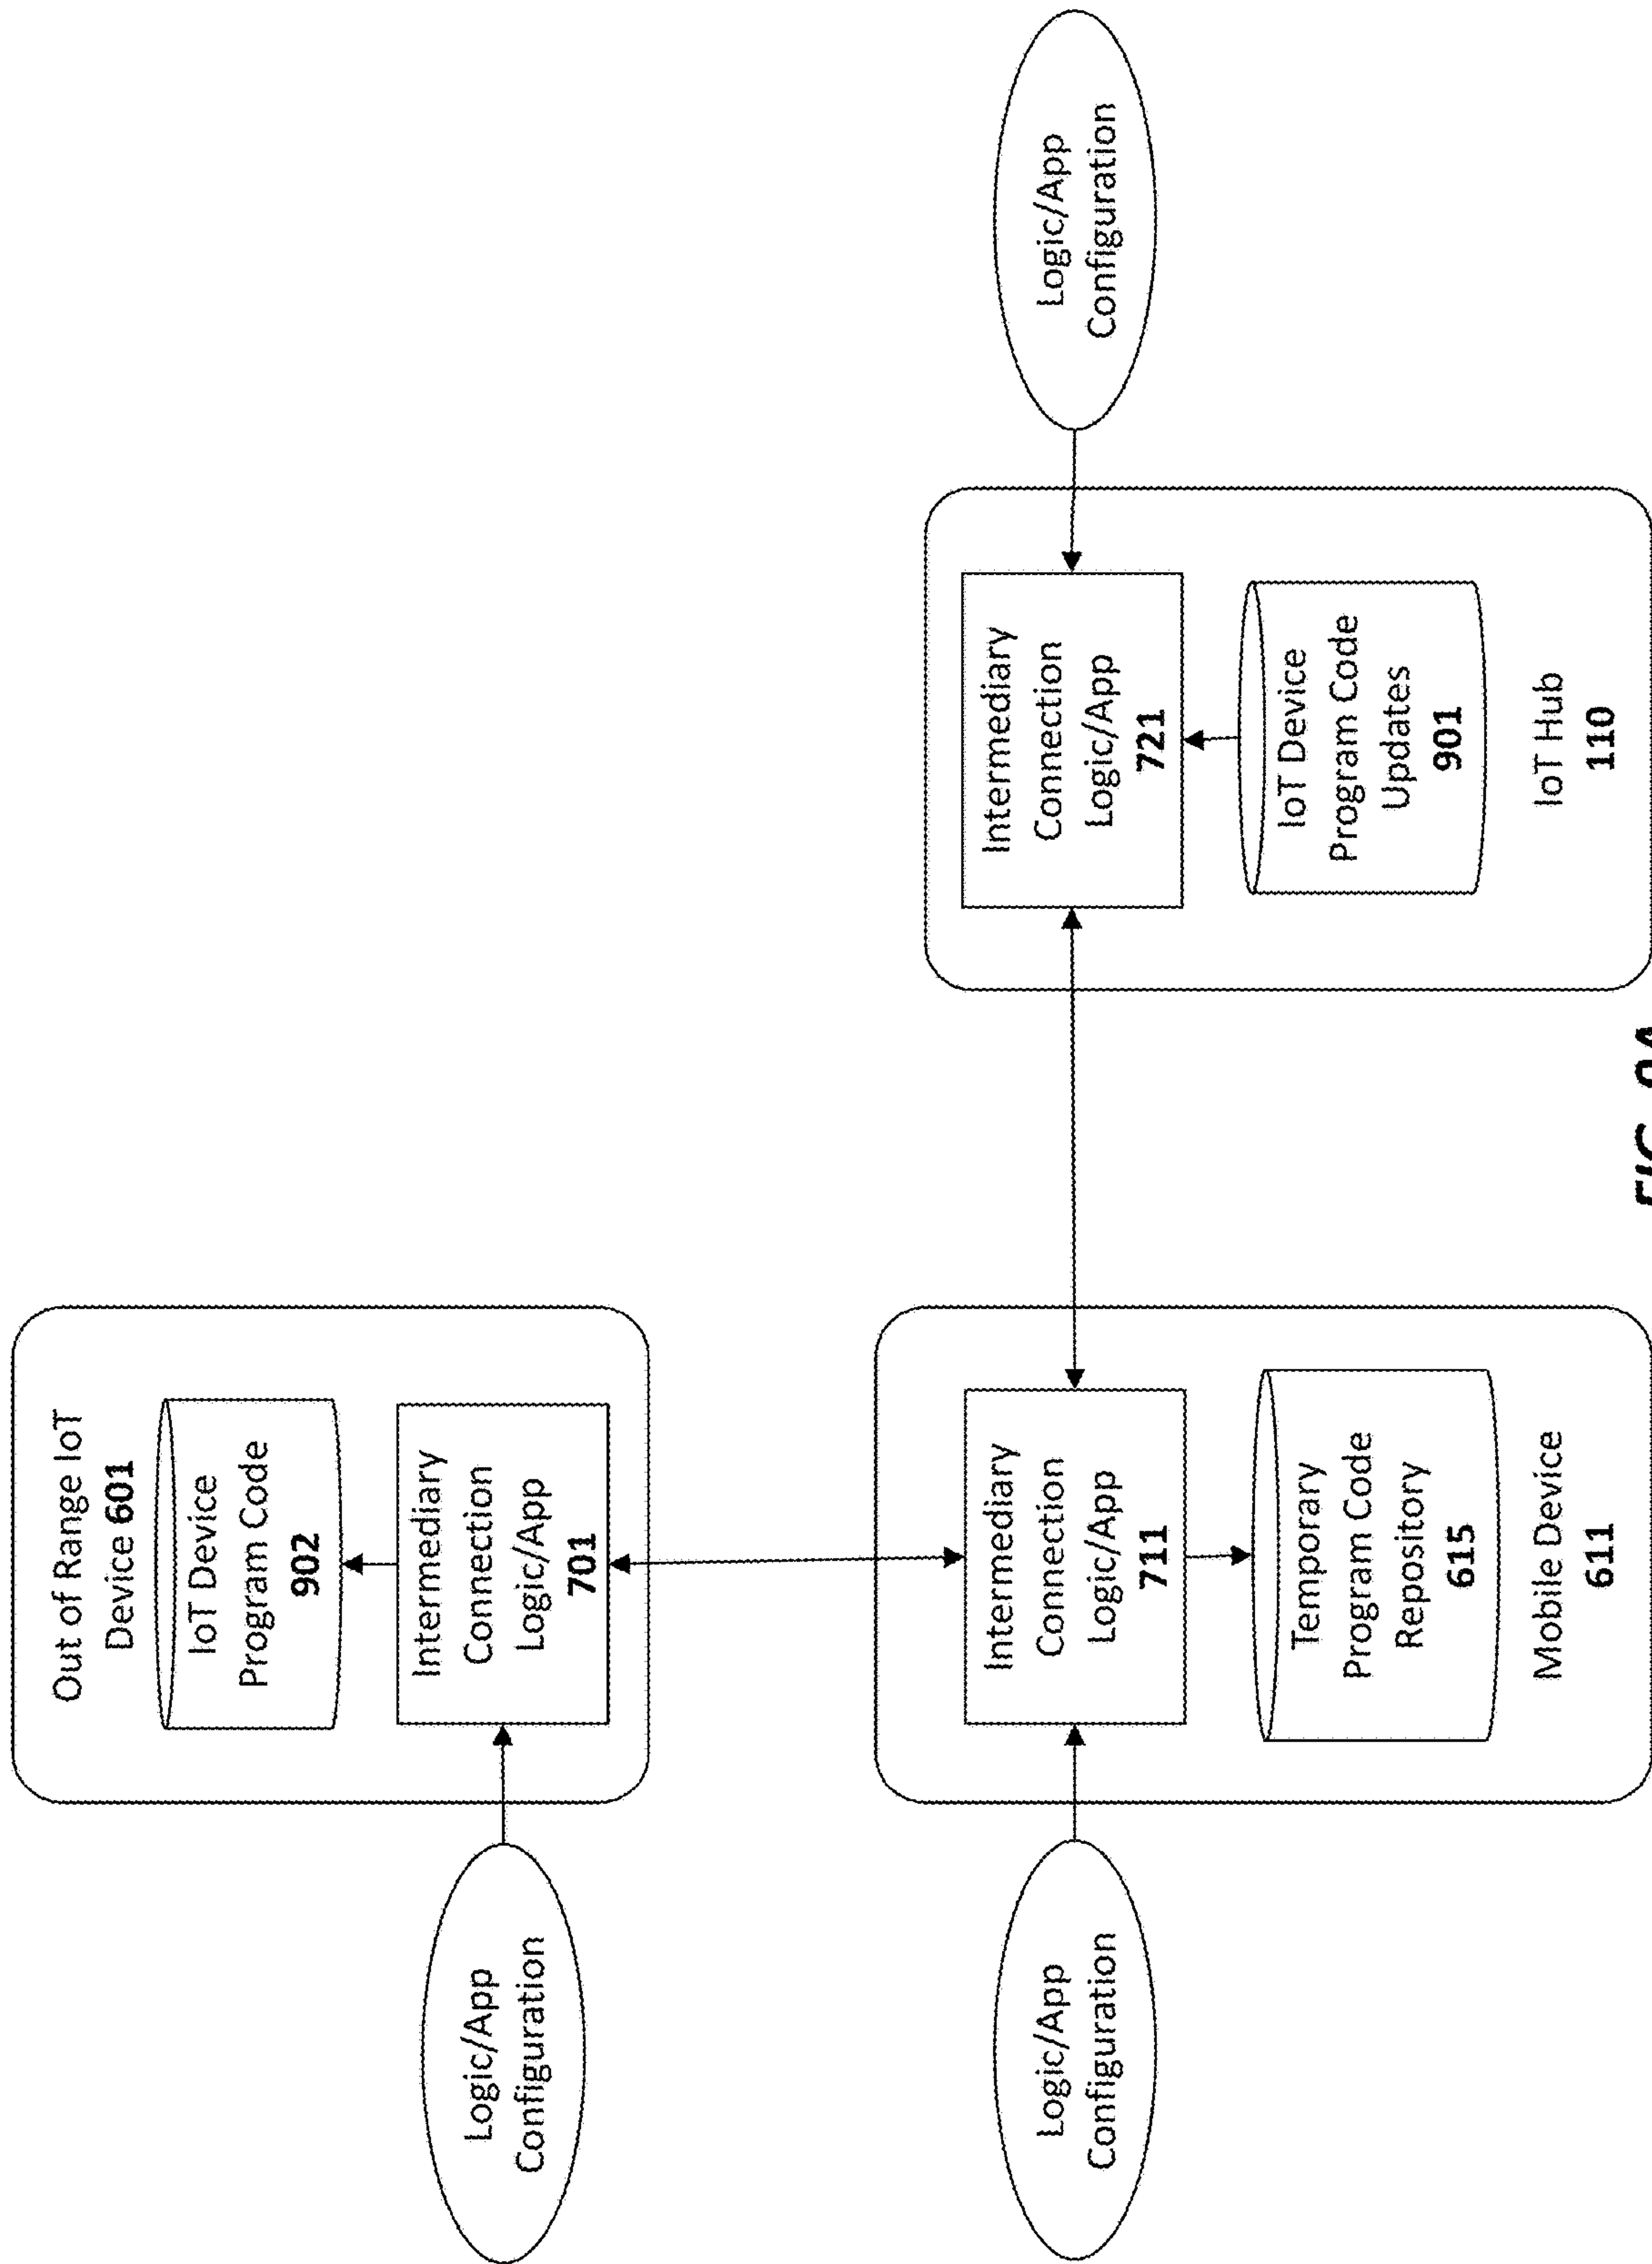 Out of Range IoT
Device 601
IoT Device
Program Code
902
Logic/App
Configuration
Intermediary
Connection
Logic/App
701
Logic/App
Configuration
Intermediary
Connection
Logic/App
711
Temporary
Program Code
Repository
615
Mobile Device
611
Intermediary
Connection
Logic/App
721
IoT Device
Program Code
Updates
901
IoT Hub
110
Logic/App
Configuration
FIG. 9A